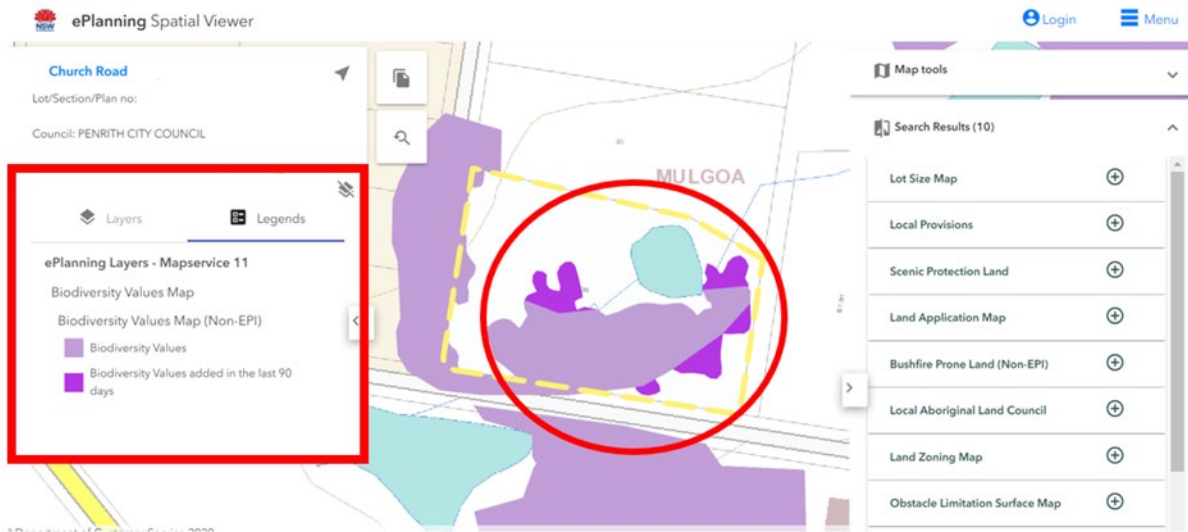 NSW
ePlanning Spatial Viewer
Login
Menu
Church Road
Lot/Section/Plan no:
Council: PENRITH CITY COUNCIL
Layers
Legends
ePlanning Layers - Mapservice 11
Biodiversity Values Map
Biodiversity Values Map (Non-EPI)
Biodiversity Values
Biodiversity Values added in the last 90
days
MULGOA
Map tools
Search Results (10)
Lot Size Map
Local Provisions
Scenic Protection Land
Land Application Map
Bushfire Prone Land (Non-EPI)
Local Aboriginal Land Council
Land Zoning Map
Obstacle Limitation Surface Map